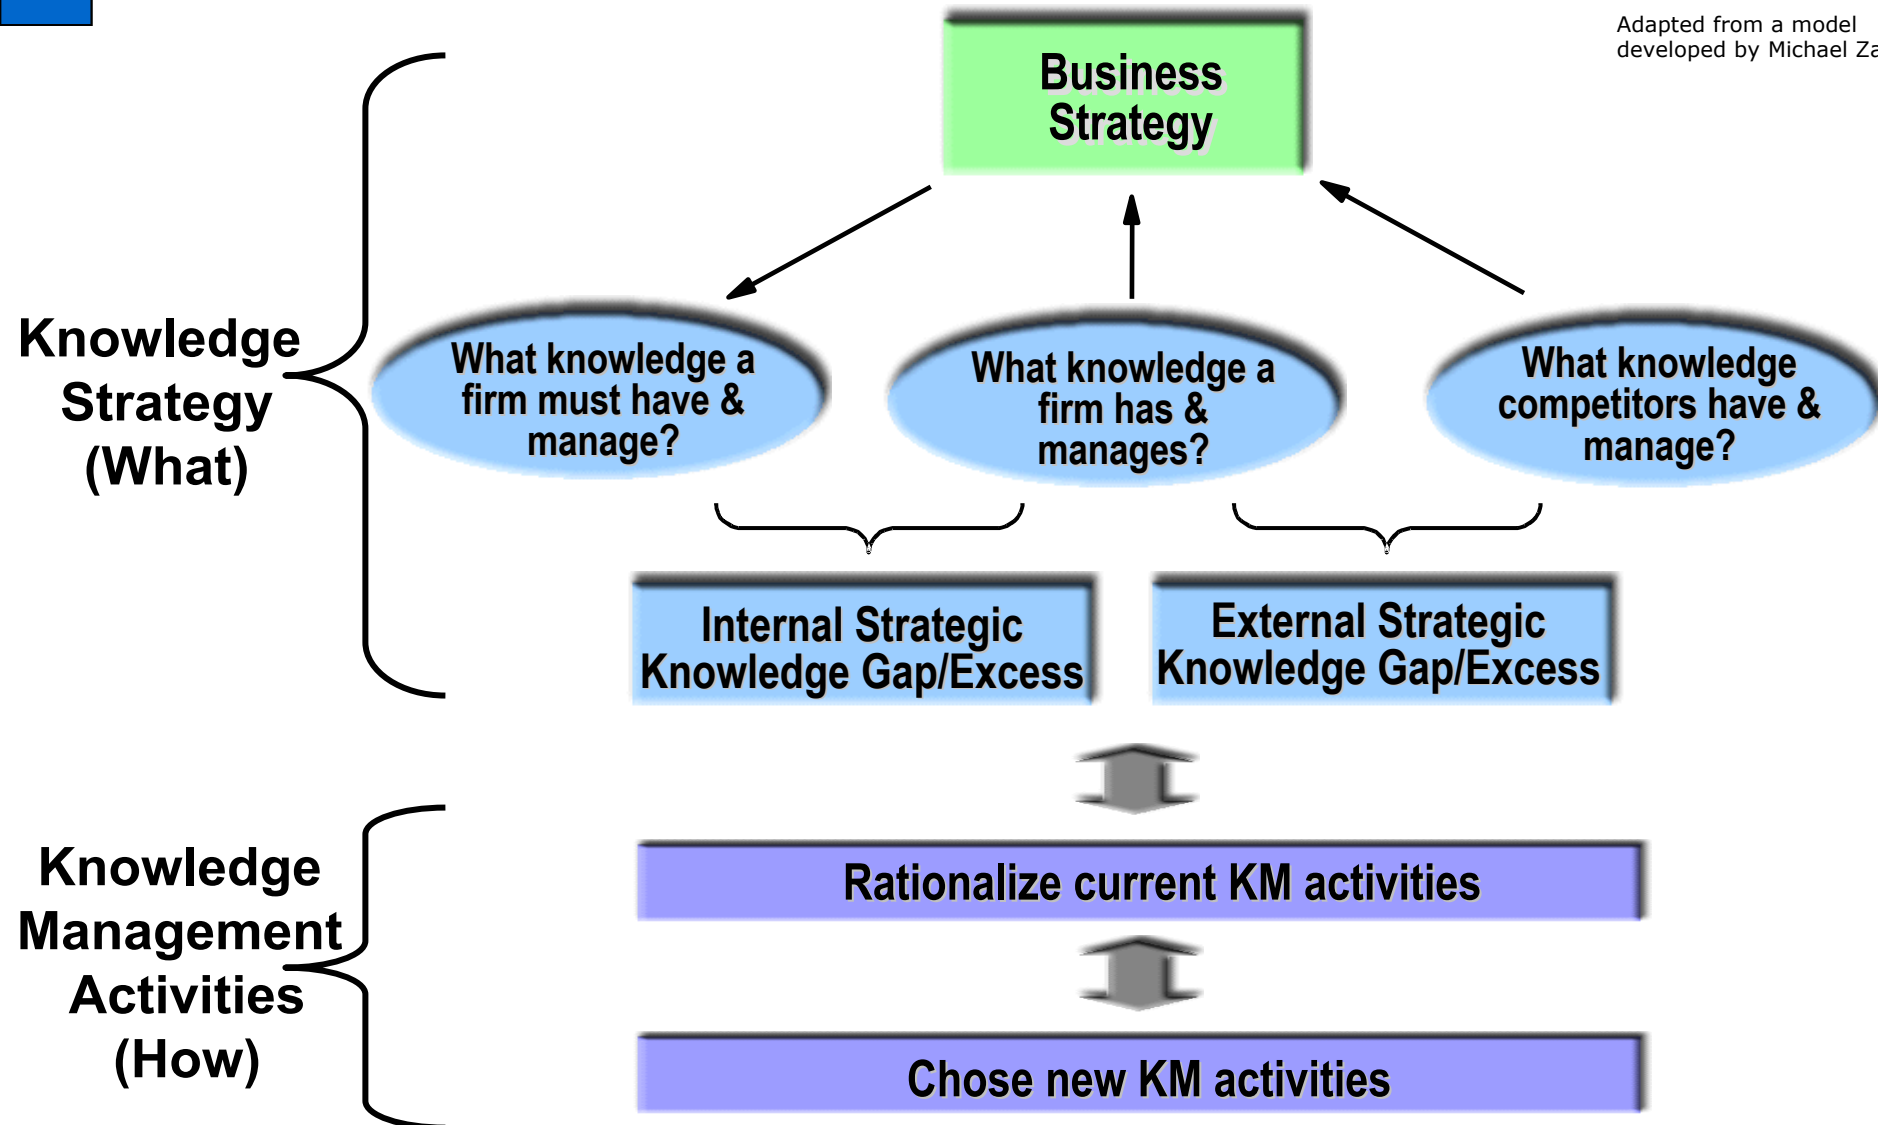 Adapted from a model
developed by Michael
Business
Strategy
Knowledge
Strategy
(What)
What knowledge a
firm must have &
manage?
What knowledge a
firm has &
manages?
What knowledge
competitors have &
manage?
Internal Strategic
Knowledge Gap/Excess
External Strategic
Knowledge Gap/Excess
Knowledge
Management
Activities
(How)
Rationalize current KM activities
Chose new KM activities